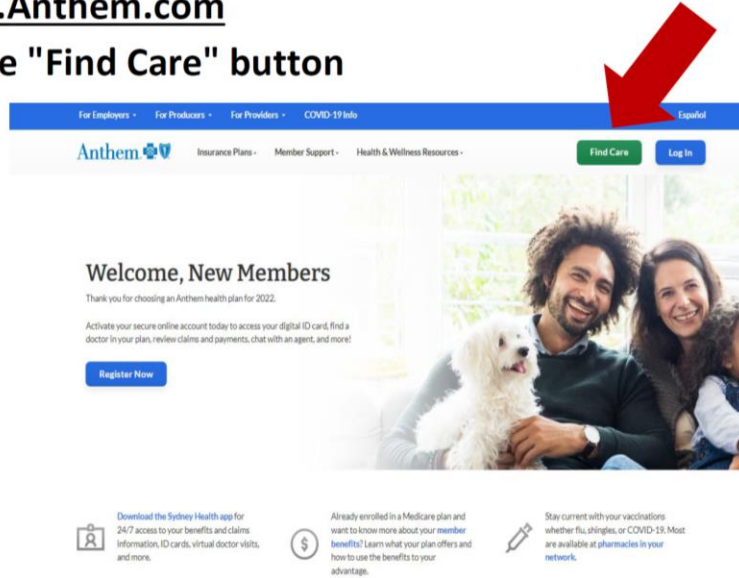 .Anthem.com
e "Find Care" button
For Employers For Producers For Providers COVID-19 Info Español
Anthem Insurance Plans Member Support Health & Wellness Resources Find Care Log In
Welcome, New Members
Thank you for choosing an Anthem health plan for 2022.
Activate your secure online account today to access your digital ID card, find a
doctor in your plan, review claims and payments, chat with an agent, and more!
Register Now
Download the Sydney Health app for
24/7 access to your benefits and claims
information, ID cards, virtual doctor visits,
and more.
Already enrolled in a Medicare plan and
want to know more about your member
benefits? Learn what your plan offers and
how to use the benefits to your
advantage.
Stay current with your vaccinations
whether flu, shingles, or COVID-19. Most
are available at pharmacies in your
network.